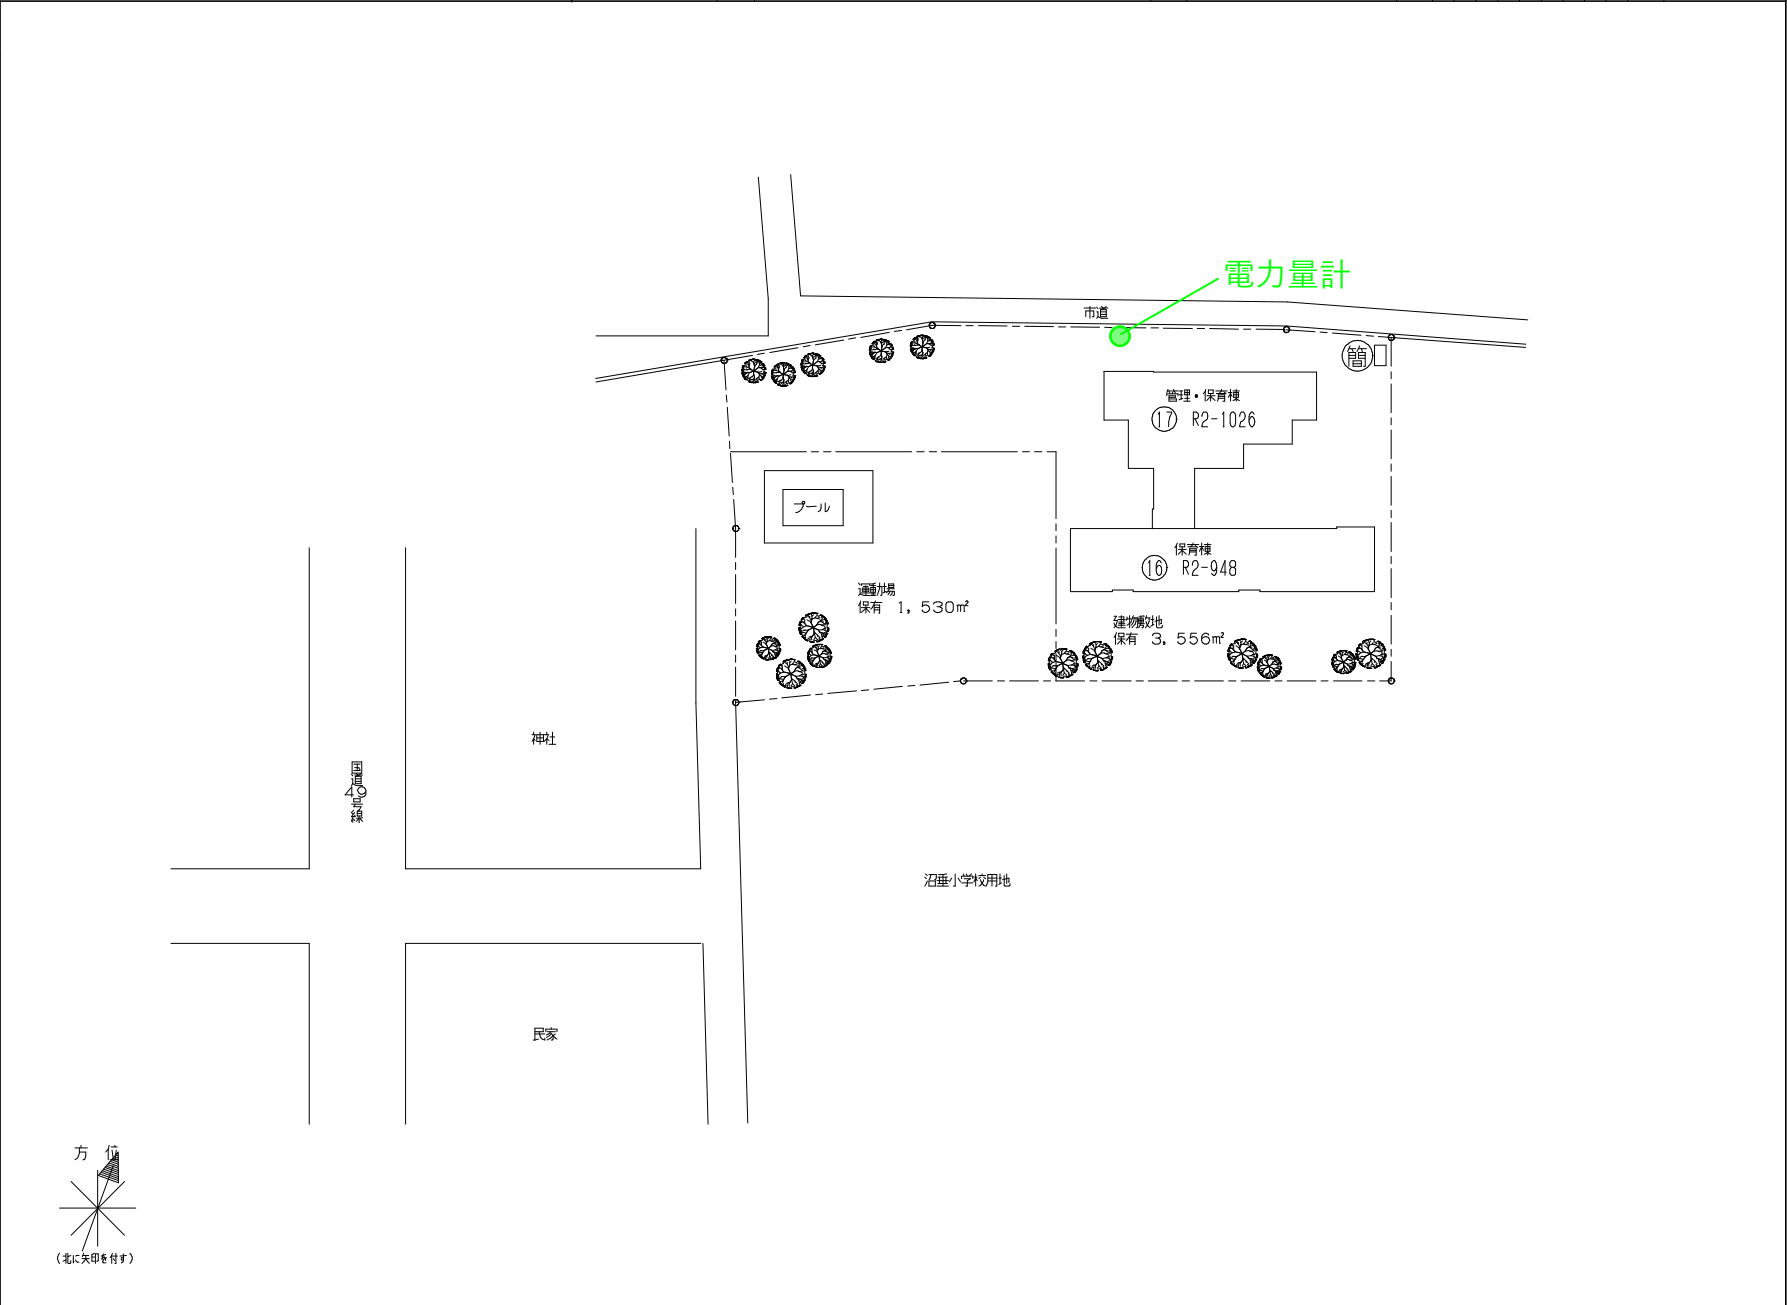 電力量計
市道
簡
管理・保育棟
17 R2-1026
プール
保育棟
16 R2-948
運動場
保有 1,530㎡
建物敷地
保有 3,556㎡
神社
国道49号線
沼垂小学校用地
民家
方 位
(北に矢印を付す)